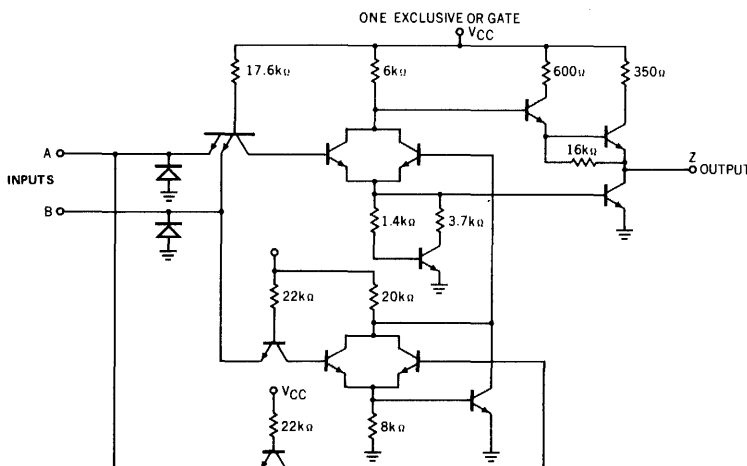 ONE EXCLUSIVE OR GATE
VCC
17.6kΩ
6kΩ
600Ω
350Ω
A
16kΩ
Z
OUTPUT
INPUTS
B
1.4kΩ
3.7kΩ
22kΩ
20kΩ
VCC
22kΩ
8kΩ